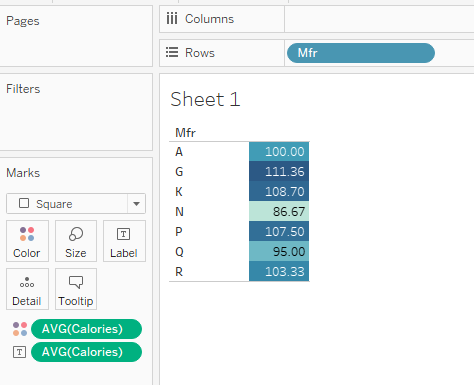 Pages
Columns
Rows Mfr
Filters
Sheet 1
Mfr
A 100.00
G 111.36
K 108.70
N 86.67
P 107.50
Q 95.00
R 103.33
Marks
Square
Color Size Label
Detail Tooltip
AVG(Calories)
T AVG(Calories)